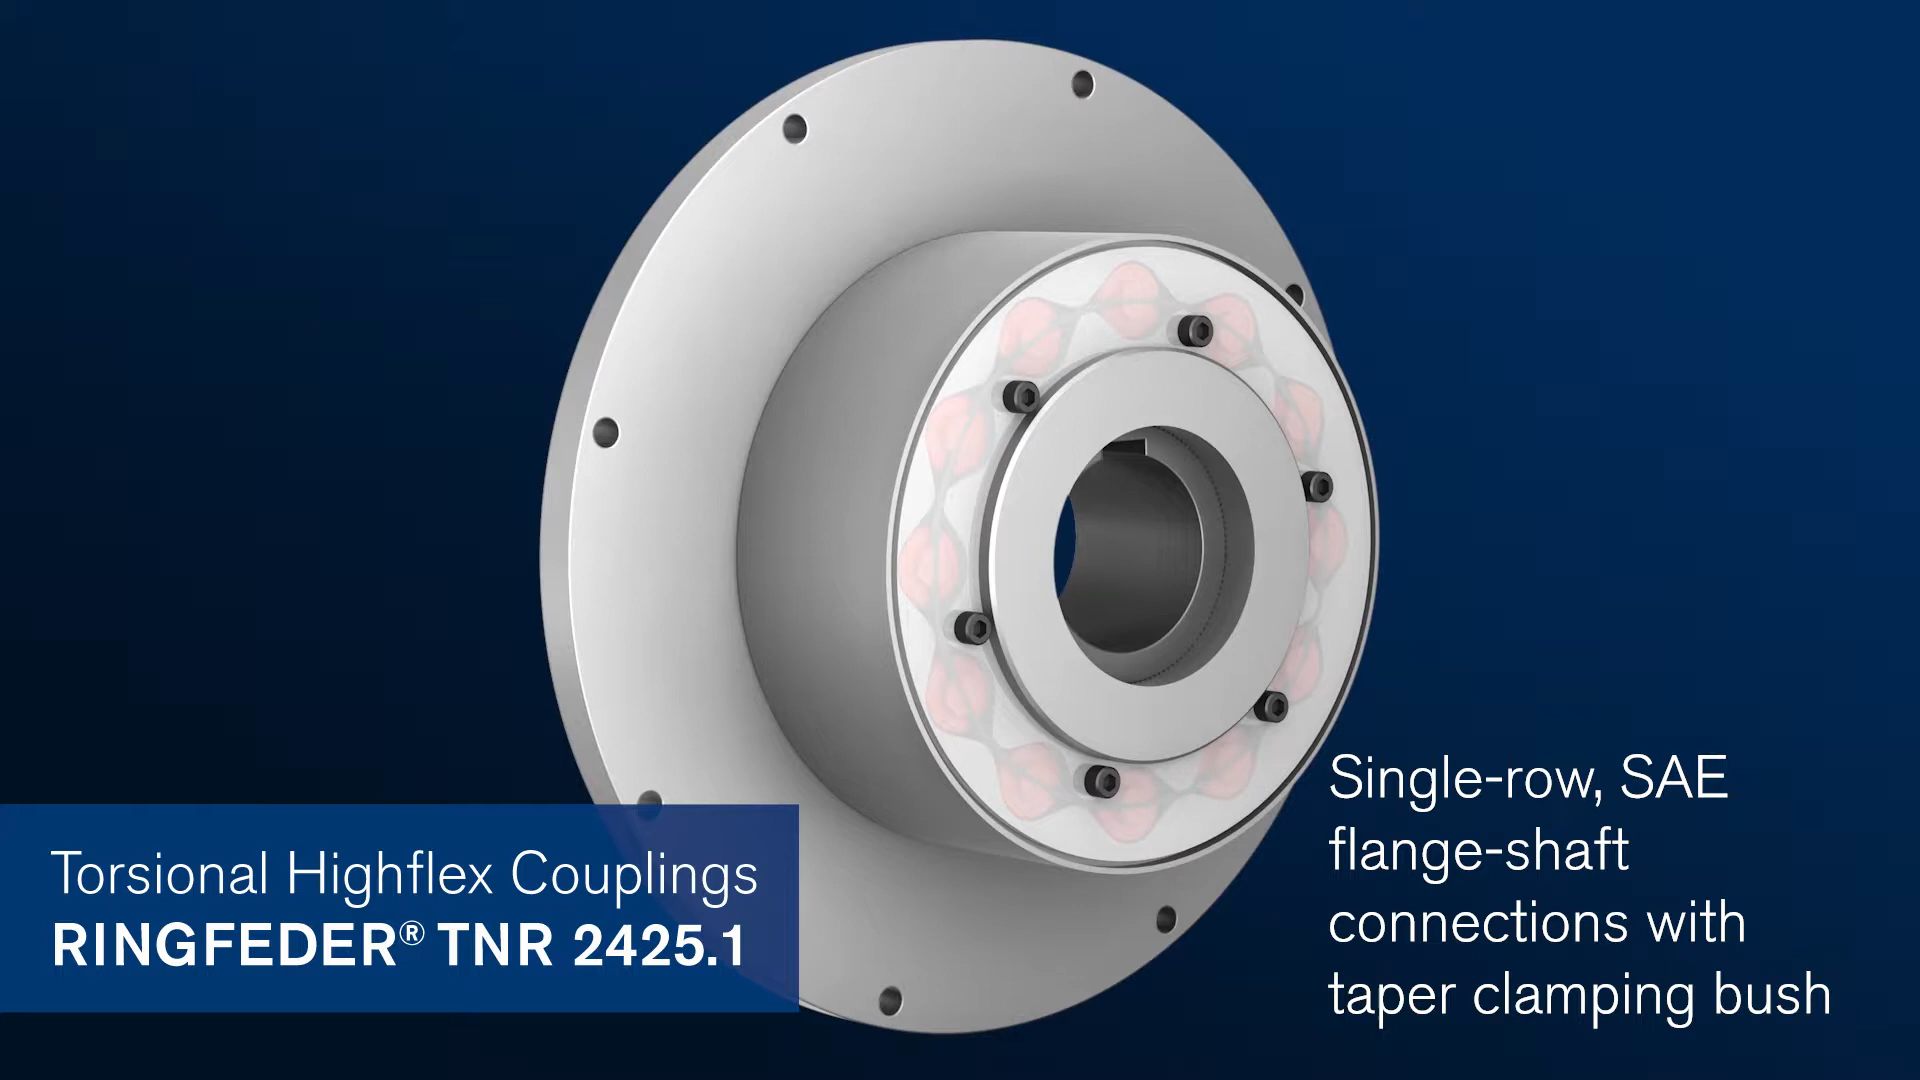 Torsional Highflex Couplings
RINGFEDER® TNR 2425.1
Single-row, SAE
flange-shaft
connections with
taper clamping bush